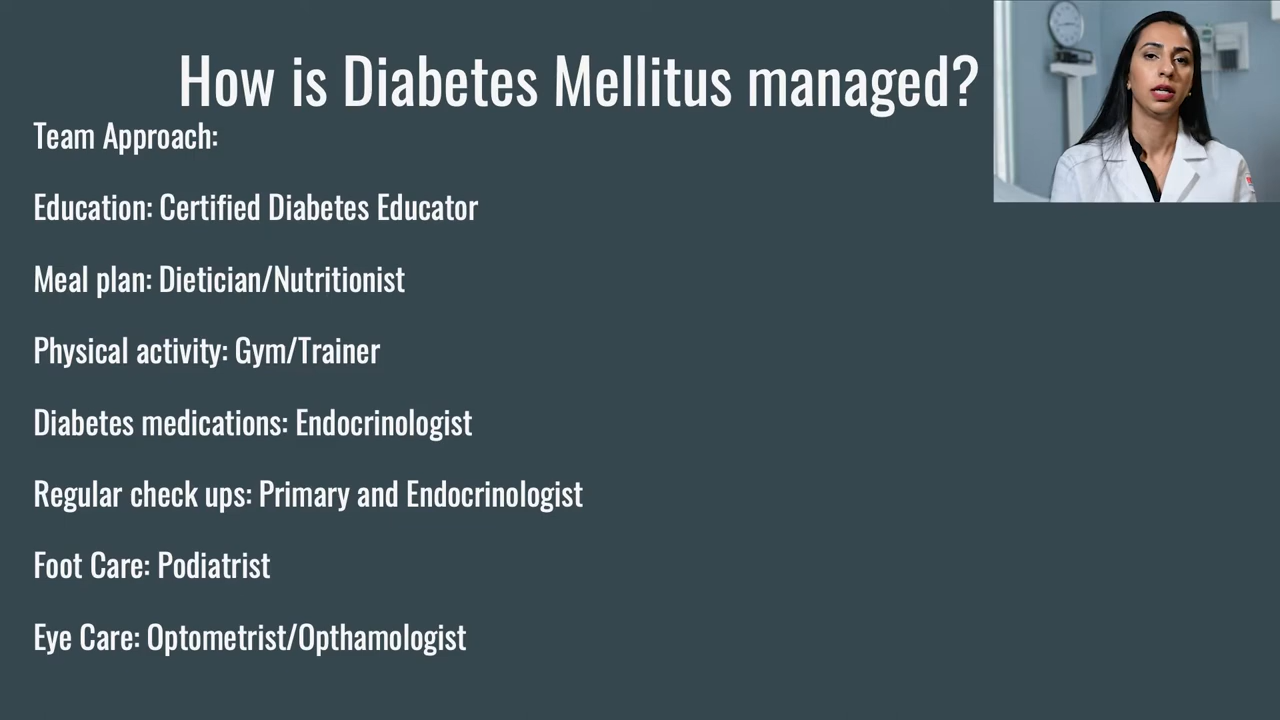 How is Diabetes Mellitus managed?
Team Approach:
Education: Certified Diabetes Educator
Meal plan: Dietician/Nutritionist
Physical activity: Gym/Trainer
Diabetes medications: Endocrinologist
Regular check ups: Primary and Endocrinologist
Foot Care: Podiatrist
Eye Care: Optometrist/Opthamologist